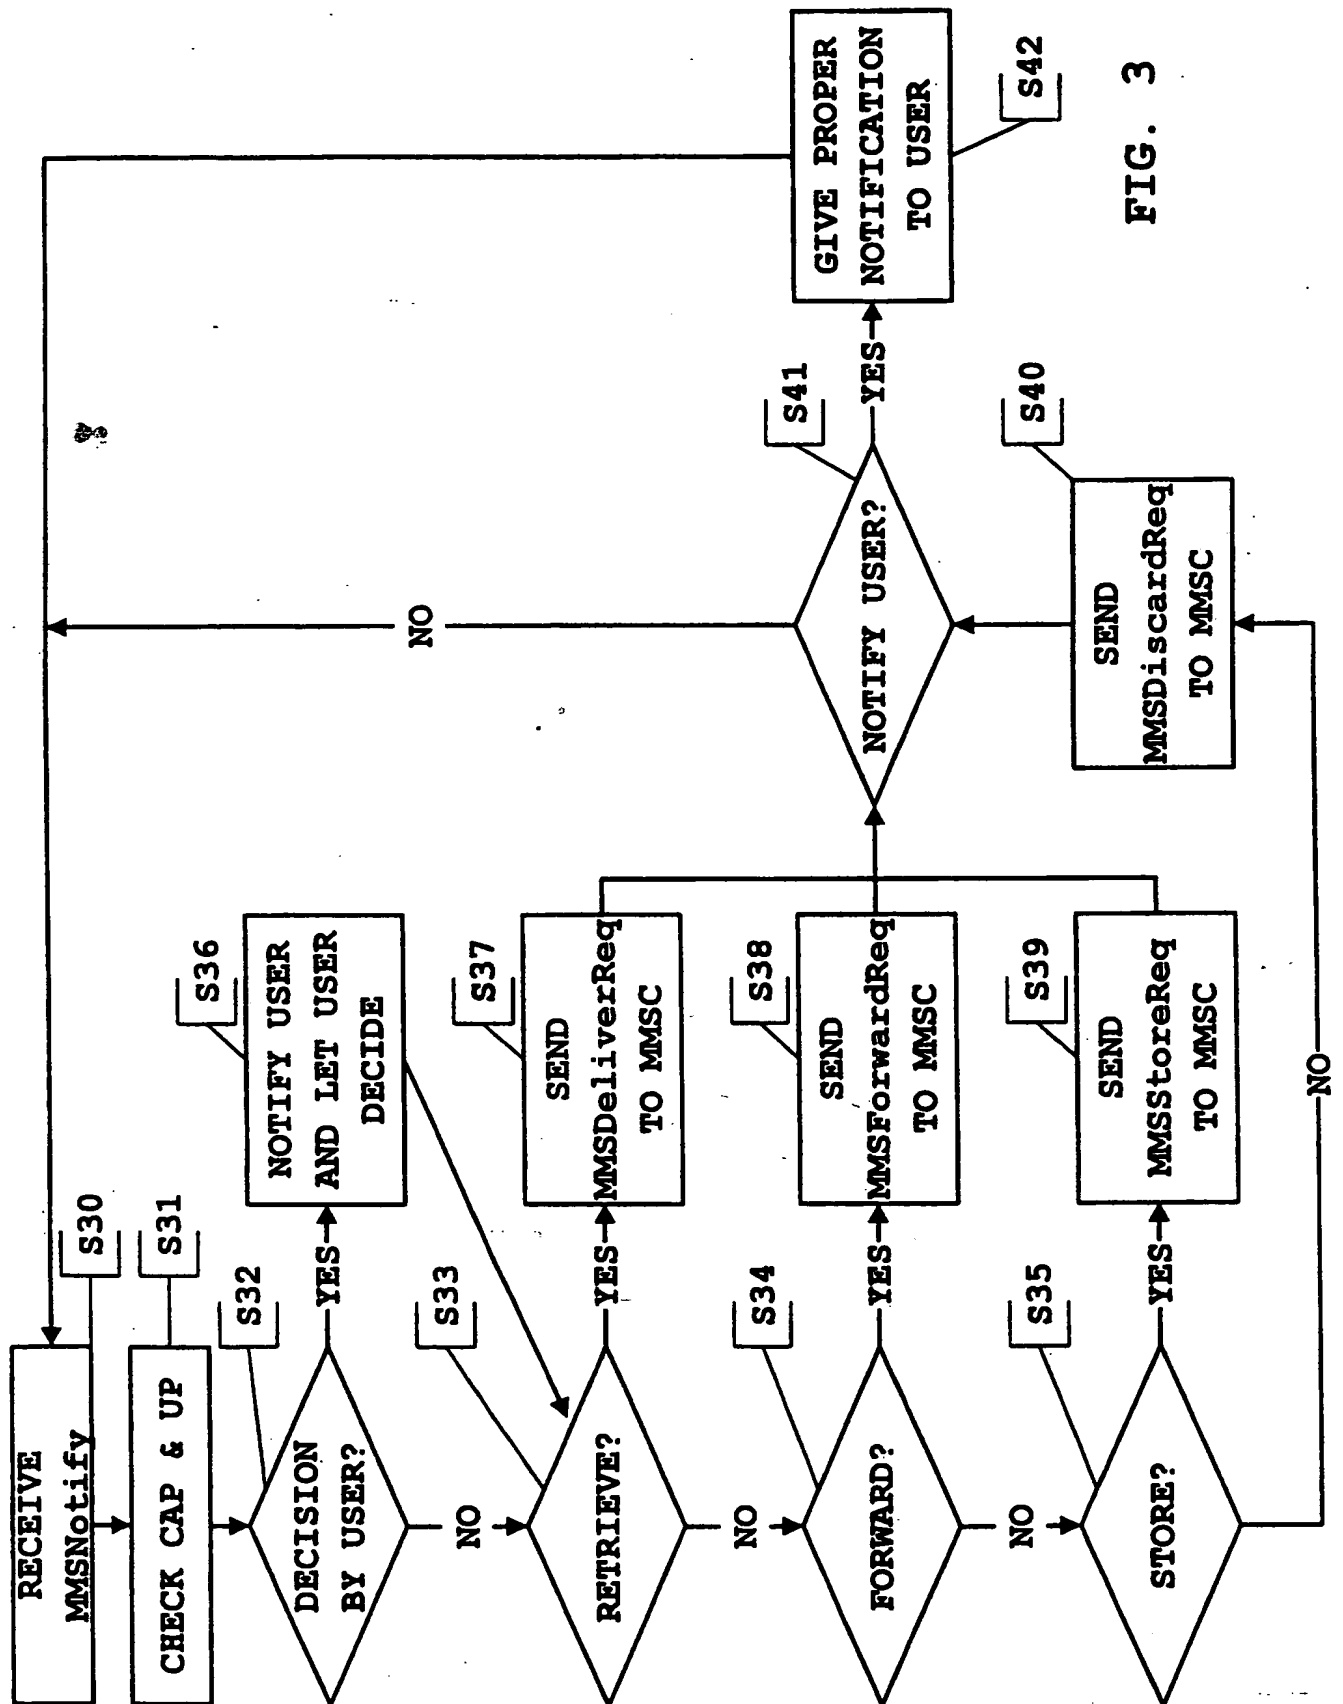 RECEIVE
MMSNotify
S30
CHECK CAP & UP
S31
DECISION
BY USER?
S32
YES
NOTIFY USER
AND LET USER
DECIDE
S36
NO
RETRIEVE?
S33
YES
SEND
MMSDeliverReq
TO MMSC
S37
NO
FORWARD?
S34
YES
SEND
MMSForwardReq
TO MMSC
S38
NO
STORE?
S35
YES
SEND
MMSStoreReq
TO MMSC
S39
NO
SEND
MMSDiscardReq
TO MMSC
S40
NOTIFY USER?
S41
NO
YES
GIVE PROPER
NOTIFICATION
TO USER
S42
FIG. 3